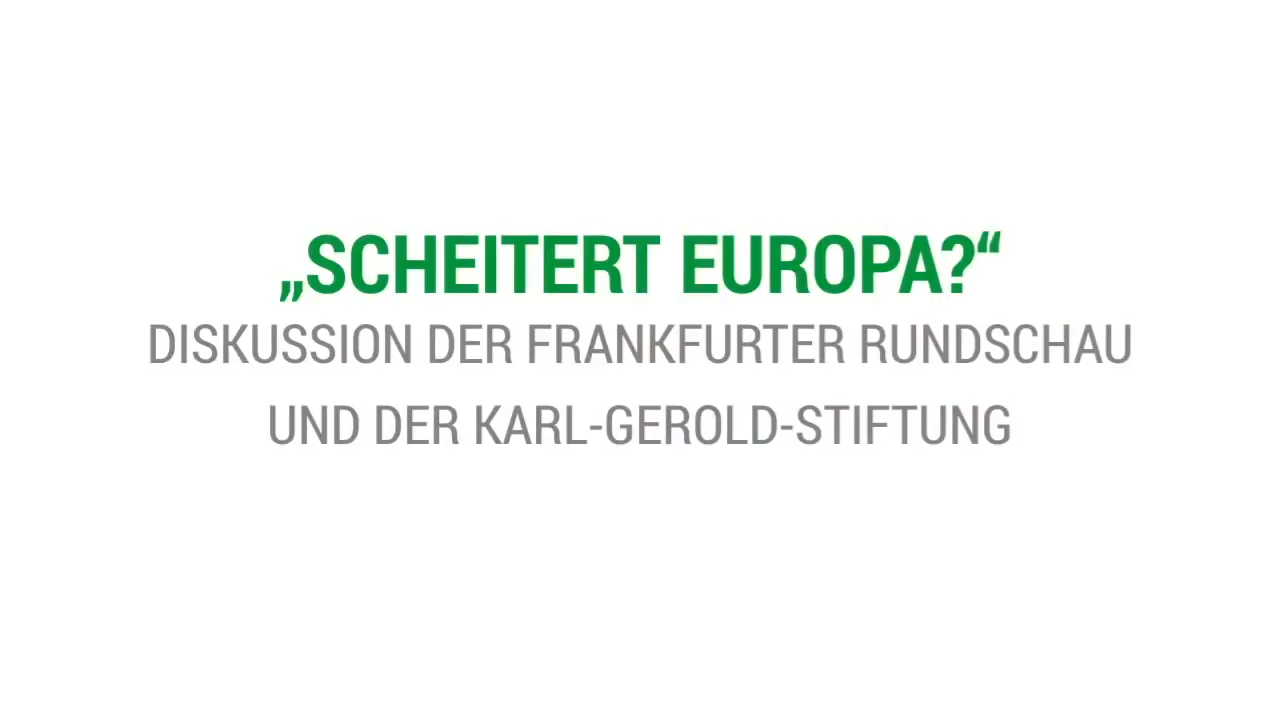 „SCHEITERT EUROPA?“
DISKUSSION DER FRANKFURTER RUNDSCHAU
UND DER KARL-GEROLD-STIFTUNG